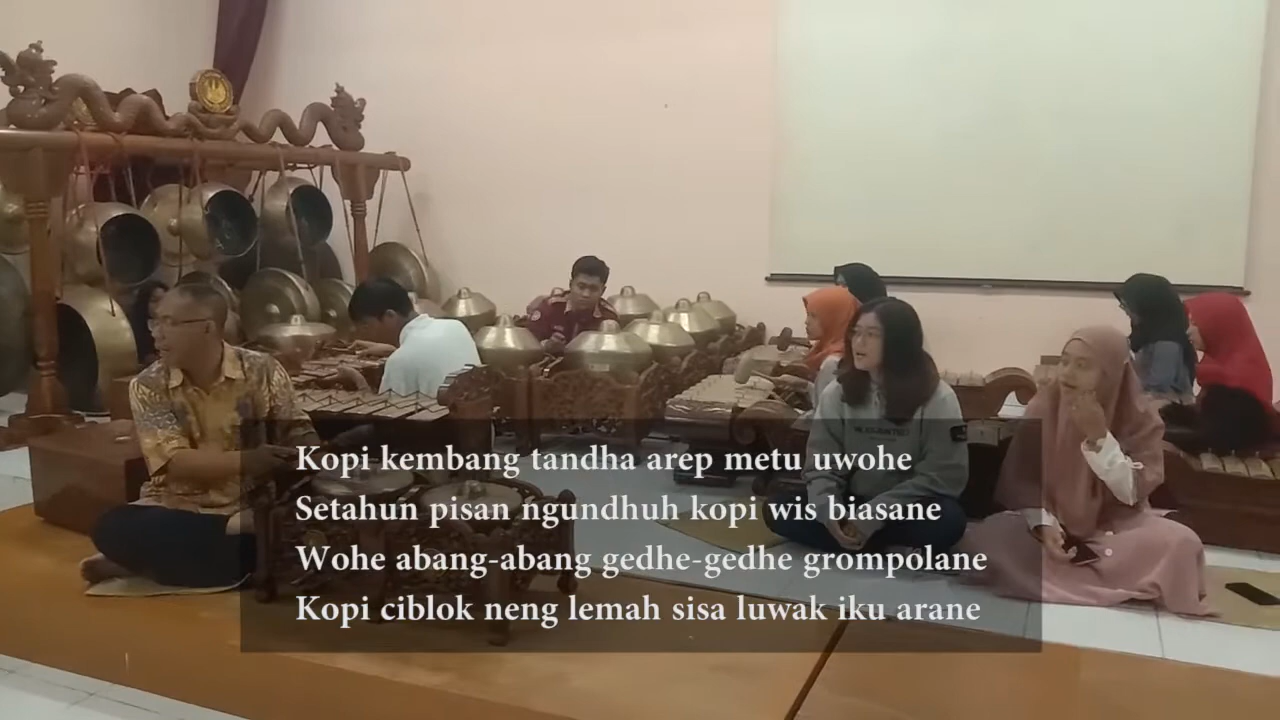 Kopi kembang tandha arep metu uwohe
Setahun pisan ngundhuh kopi wis biasane
Wohe abang-abang gedhe-gedhe grompolane
Kopi ciblok neng lemah sisa luwak iku arane